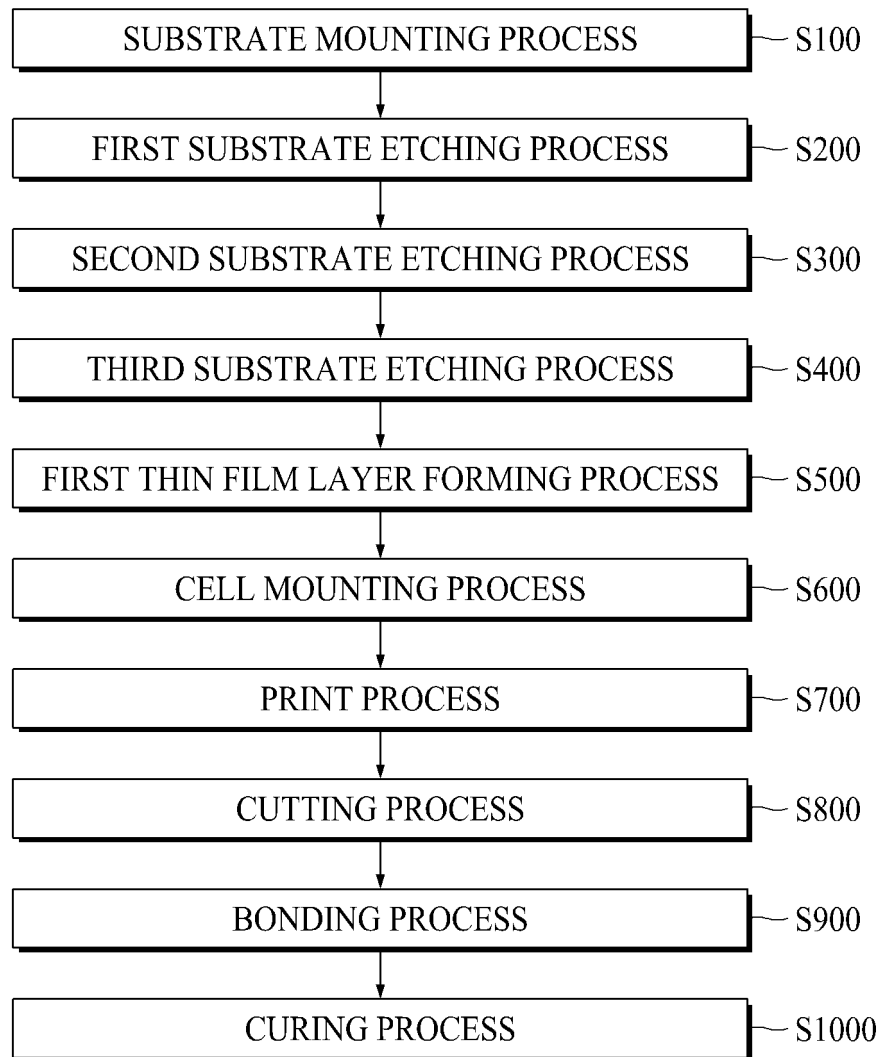 SUBSTRATE MOUNTING PROCESS S100
FIRST SUBSTRATE ETCHING PROCESS S200
SECOND SUBSTRATE ETCHING PROCESS S300
THIRD SUBSTRATE ETCHING PROCESS S400
FIRST THIN FILM LAYER FORMING PROCESS S500
CELL MOUNTING PROCESS S600
PRINT PROCESS S700
CUTTING PROCESS S800
BONDING PROCESS S900
CURING PROCESS S1000